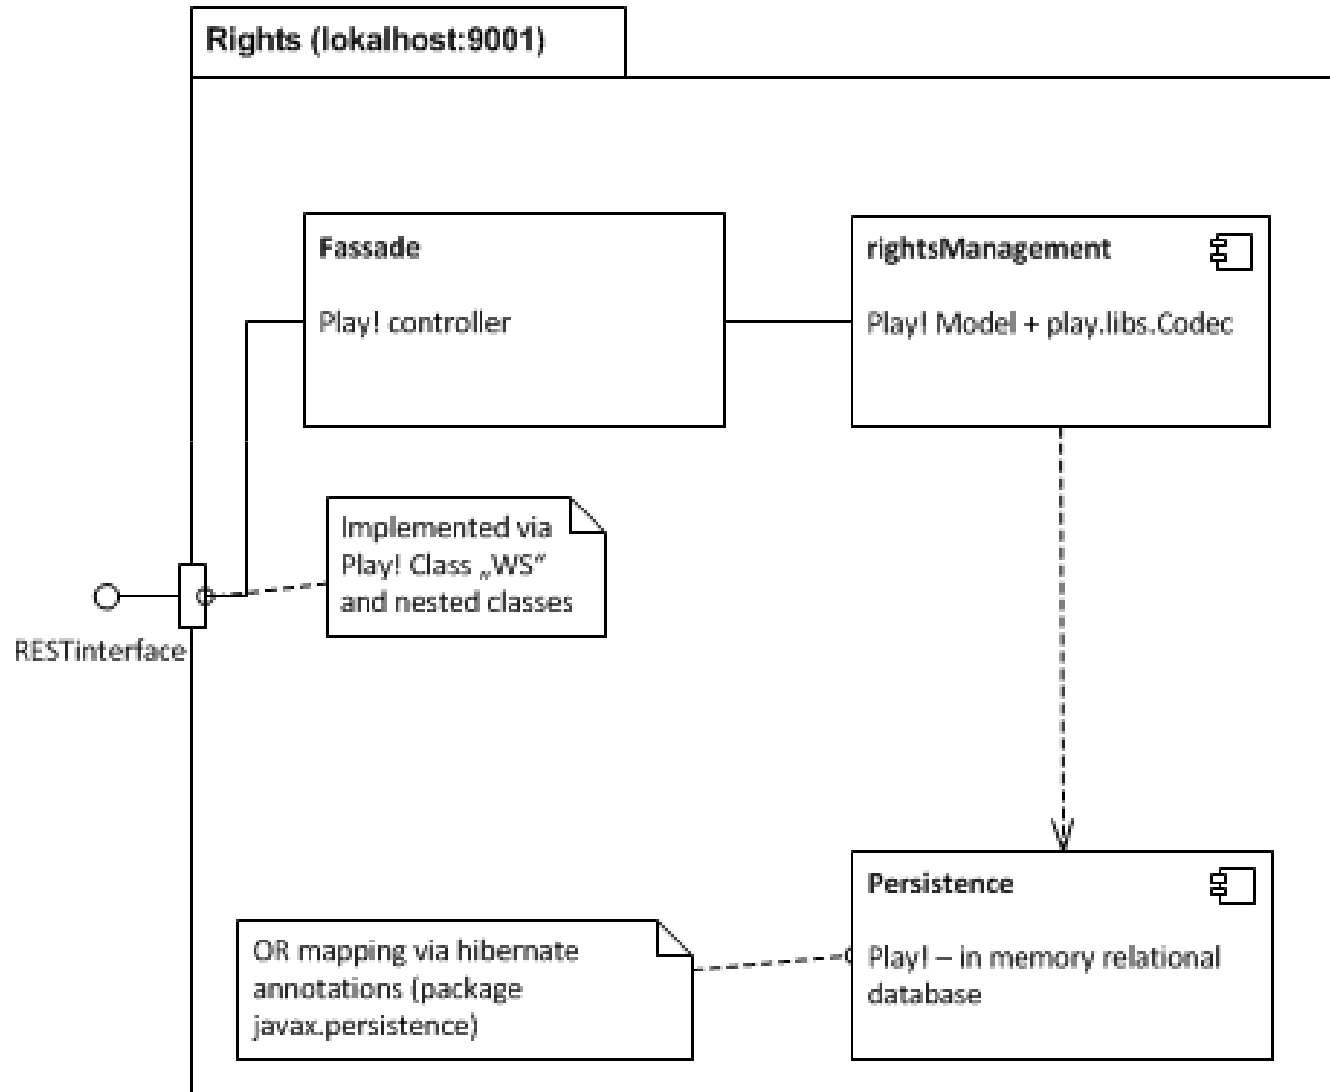 Rights (lokalhost:9001)
Fassade
Play! controller
rightsManagement
Play! Model + play.libs.Codec
Implemented via
Play! Class „WS“
and nested classes
RESTinterface
Persistence
Play! – in memory relational
database
OR mapping via hibernate
annotations (package
javax.persistence)